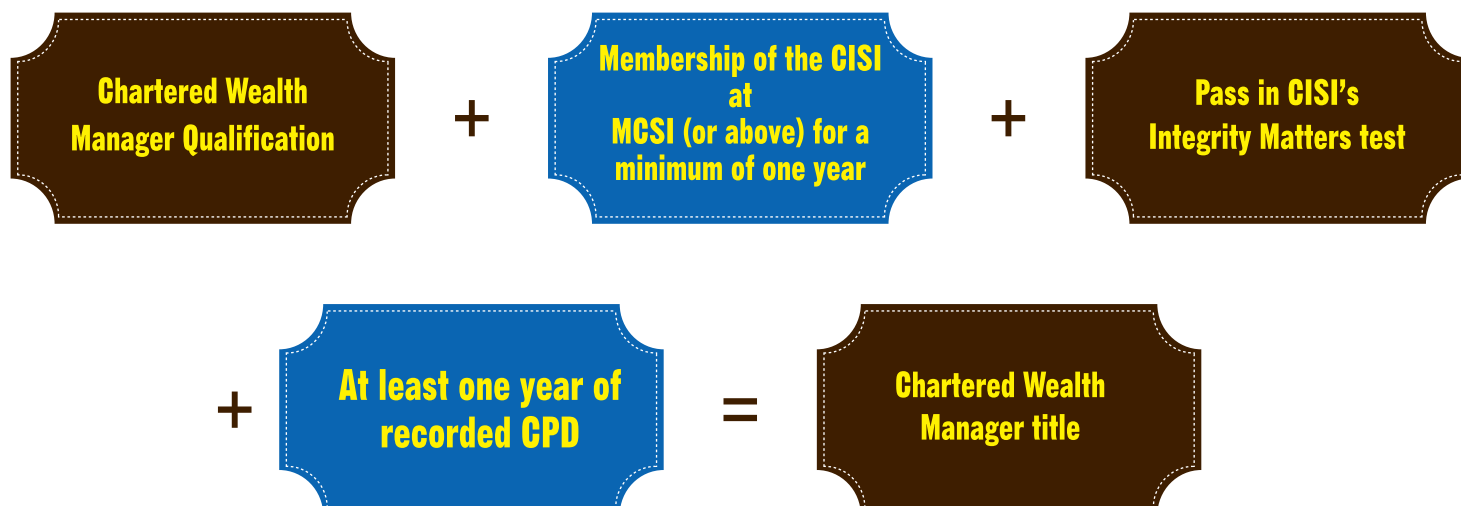 Chartered Wealth
Manager Qualification
+
Membership of the CISI
at
MCSI (or above) for a
minimum of one year
+
Pass in CISI's
Integrity Matters test
+
At least one year of
recorded CPD
=
Chartered Wealth
Manager title